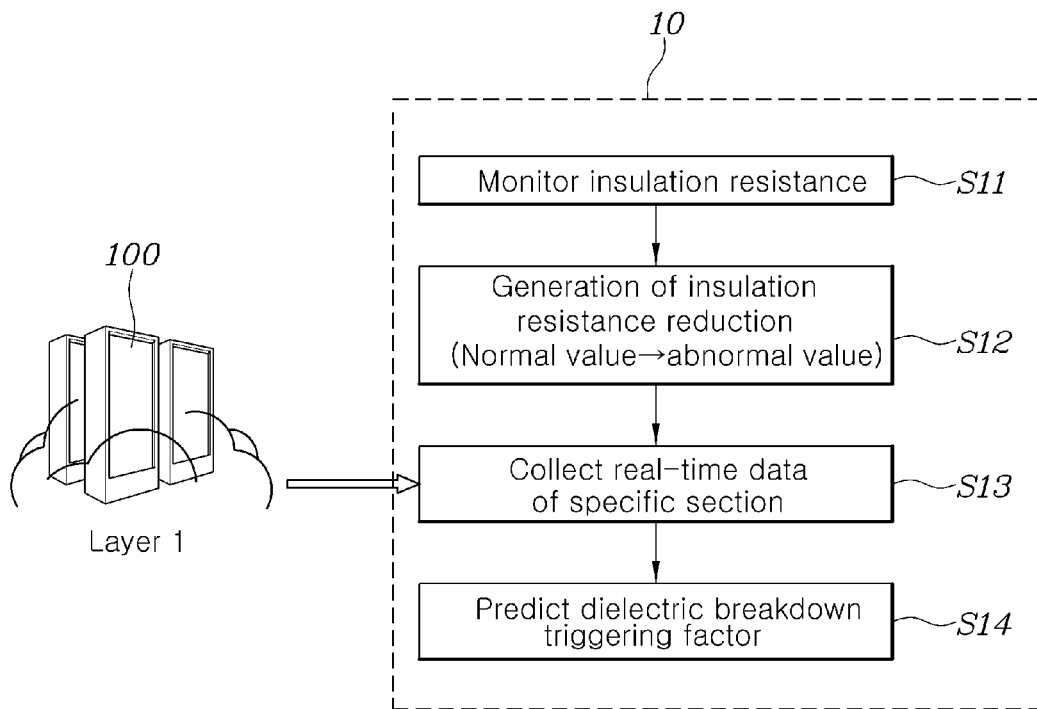 10
Monitor insulation resistance
S11
100
Generation of insulation
resistance reduction
(Normal value→abnormal value)
S12
Collect real-time data
of specific section
S13
Layer 1
Predict dielectric breakdown
triggering factor
S14